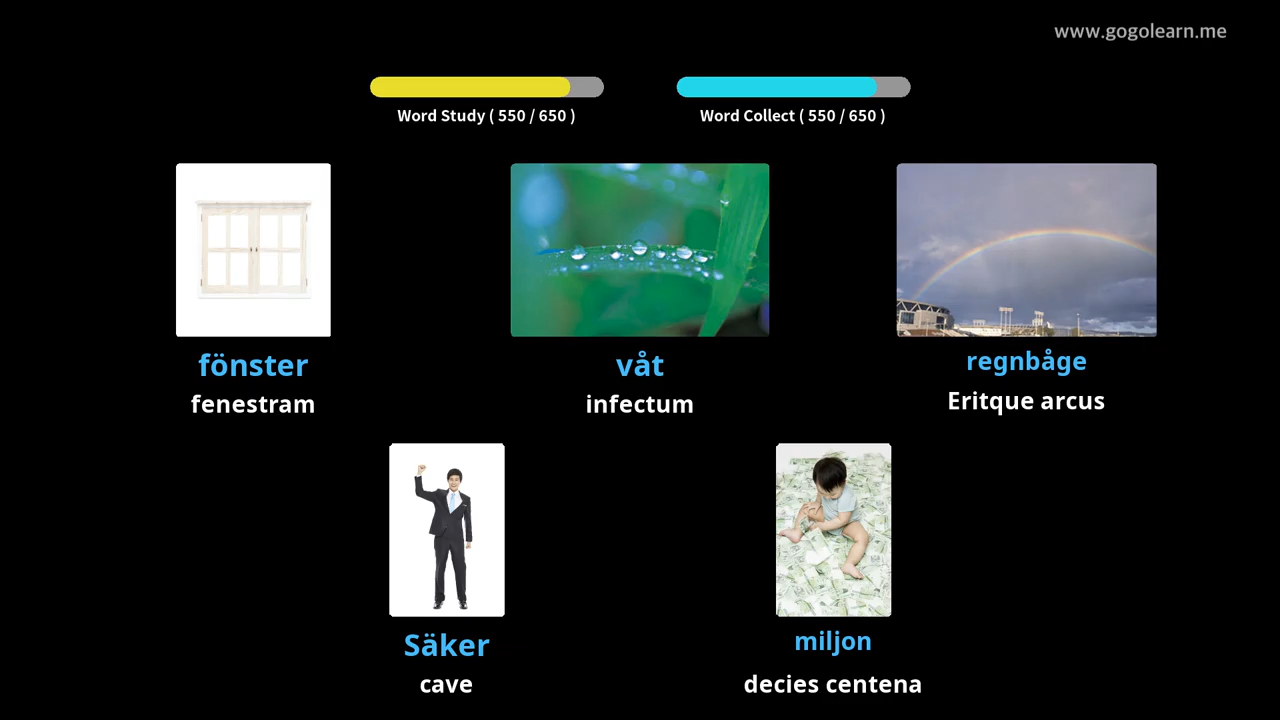 www.gogolearn.me
Word Study ( 550 / 650 )
Word Collect ( 550 / 650 )
fönster
fenestram
våt
infectum
regnbåge
Eritque arcus
Säker
cave
miljon
decies centena